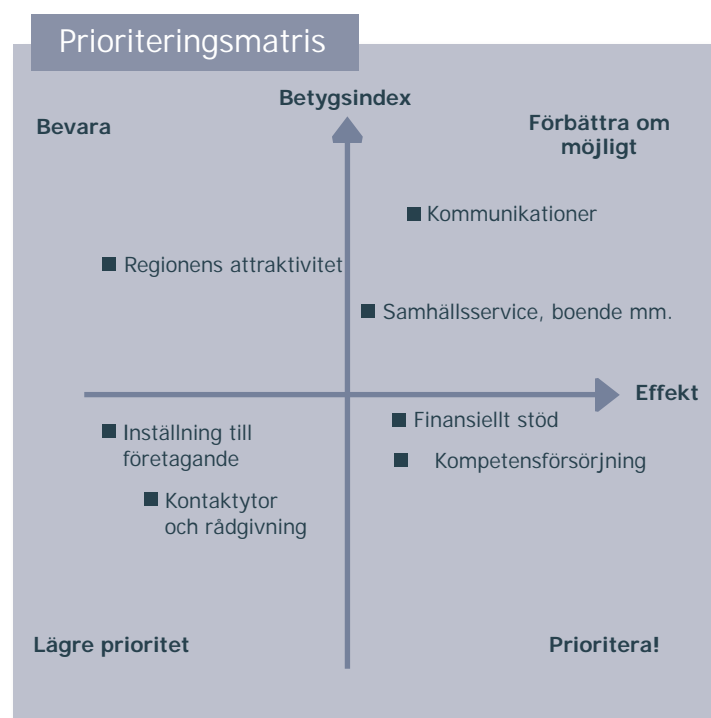 Prioriteringsmatris
Betygsindex
Bevara
Förbättra om
möjligt
Kommunikationer
Regionens attraktivitet
Samhällsservice, boende mm.
Effekt
Finansiellt stöd
Inställning till
företagande
Kompetensförsörjning
Kontaktytor
och rådgivning
Lägre prioritet
Prioritera!